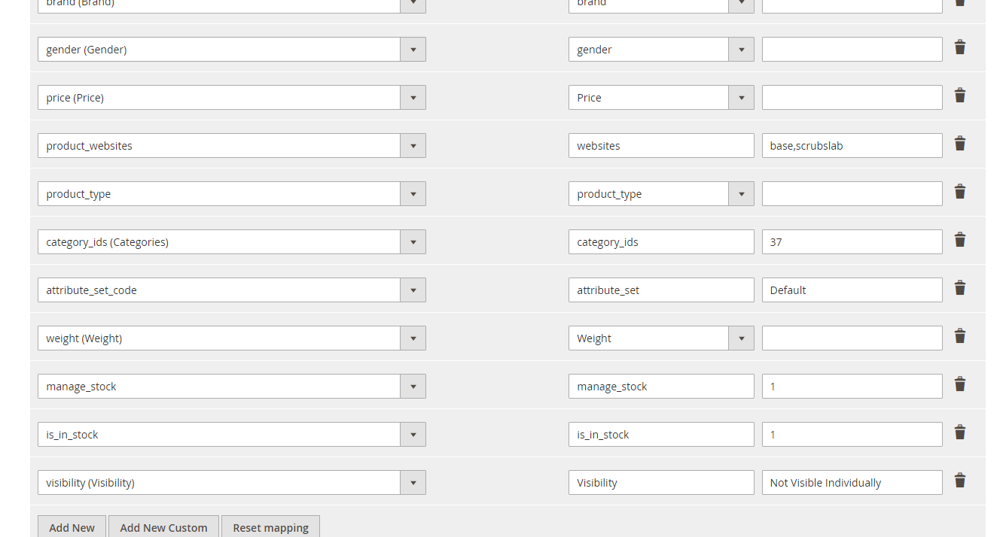 brand (Brand) brand
gender (Gender) gender
price (Price) Price
product_websites websites base,scrubslab
product_type product_type
category_ids (Categories) category_ids 37
attribute_set_code attribute_set Default
weight (Weight) Weight
manage_stock manage_stock 1
is_in_stock is_in_stock 1
visibility (Visibility) Visibility Not Visible Individually
Add New Add New Custom Reset mapping